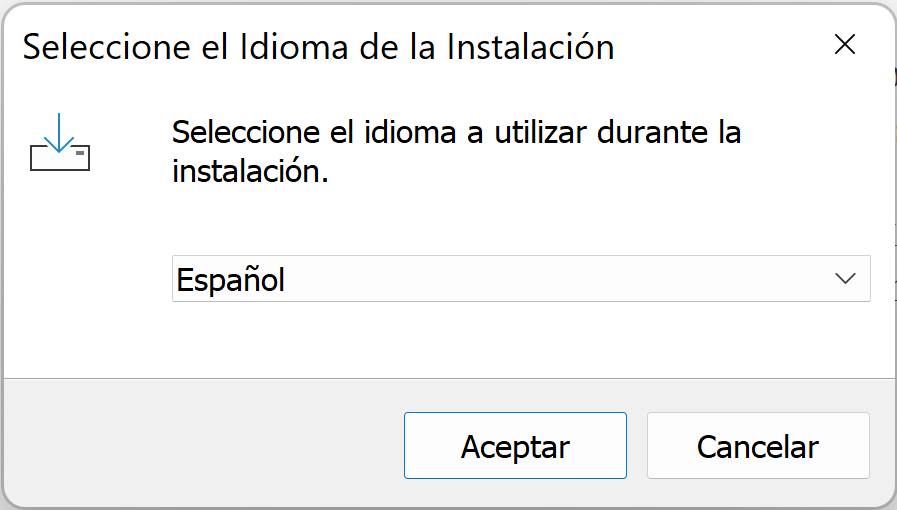 Seleccione el Idioma de la Instalación
Seleccione el idioma a utilizar durante la
instalación.
Español
Aceptar
Cancelar